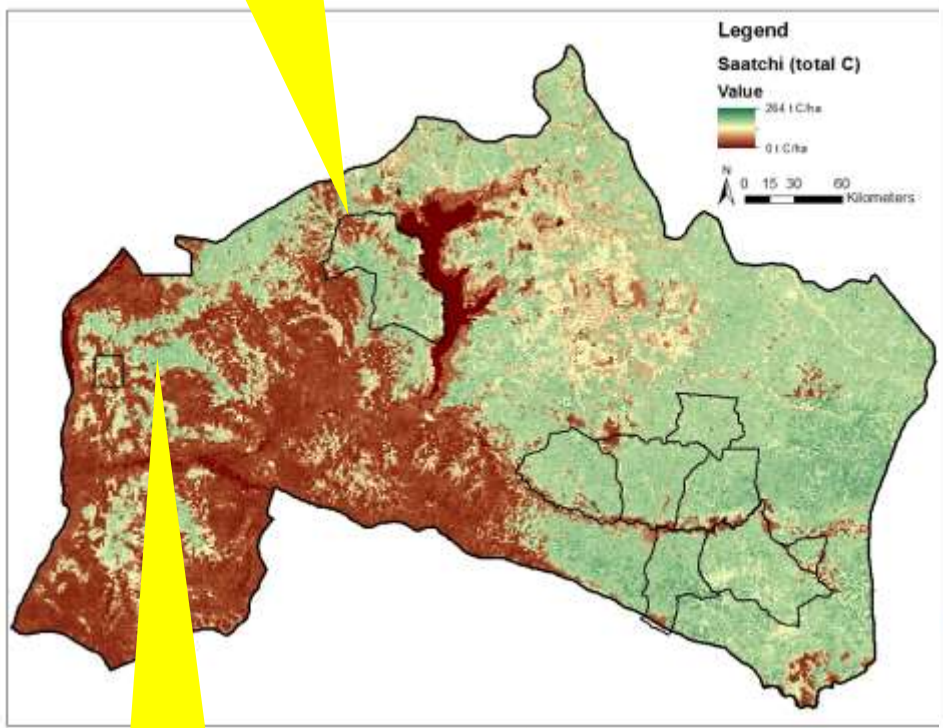 Legend
Saatchi (total C)
Value
264 t C/ha
0 t C/ha
N
0 15 30 60
Kilometers